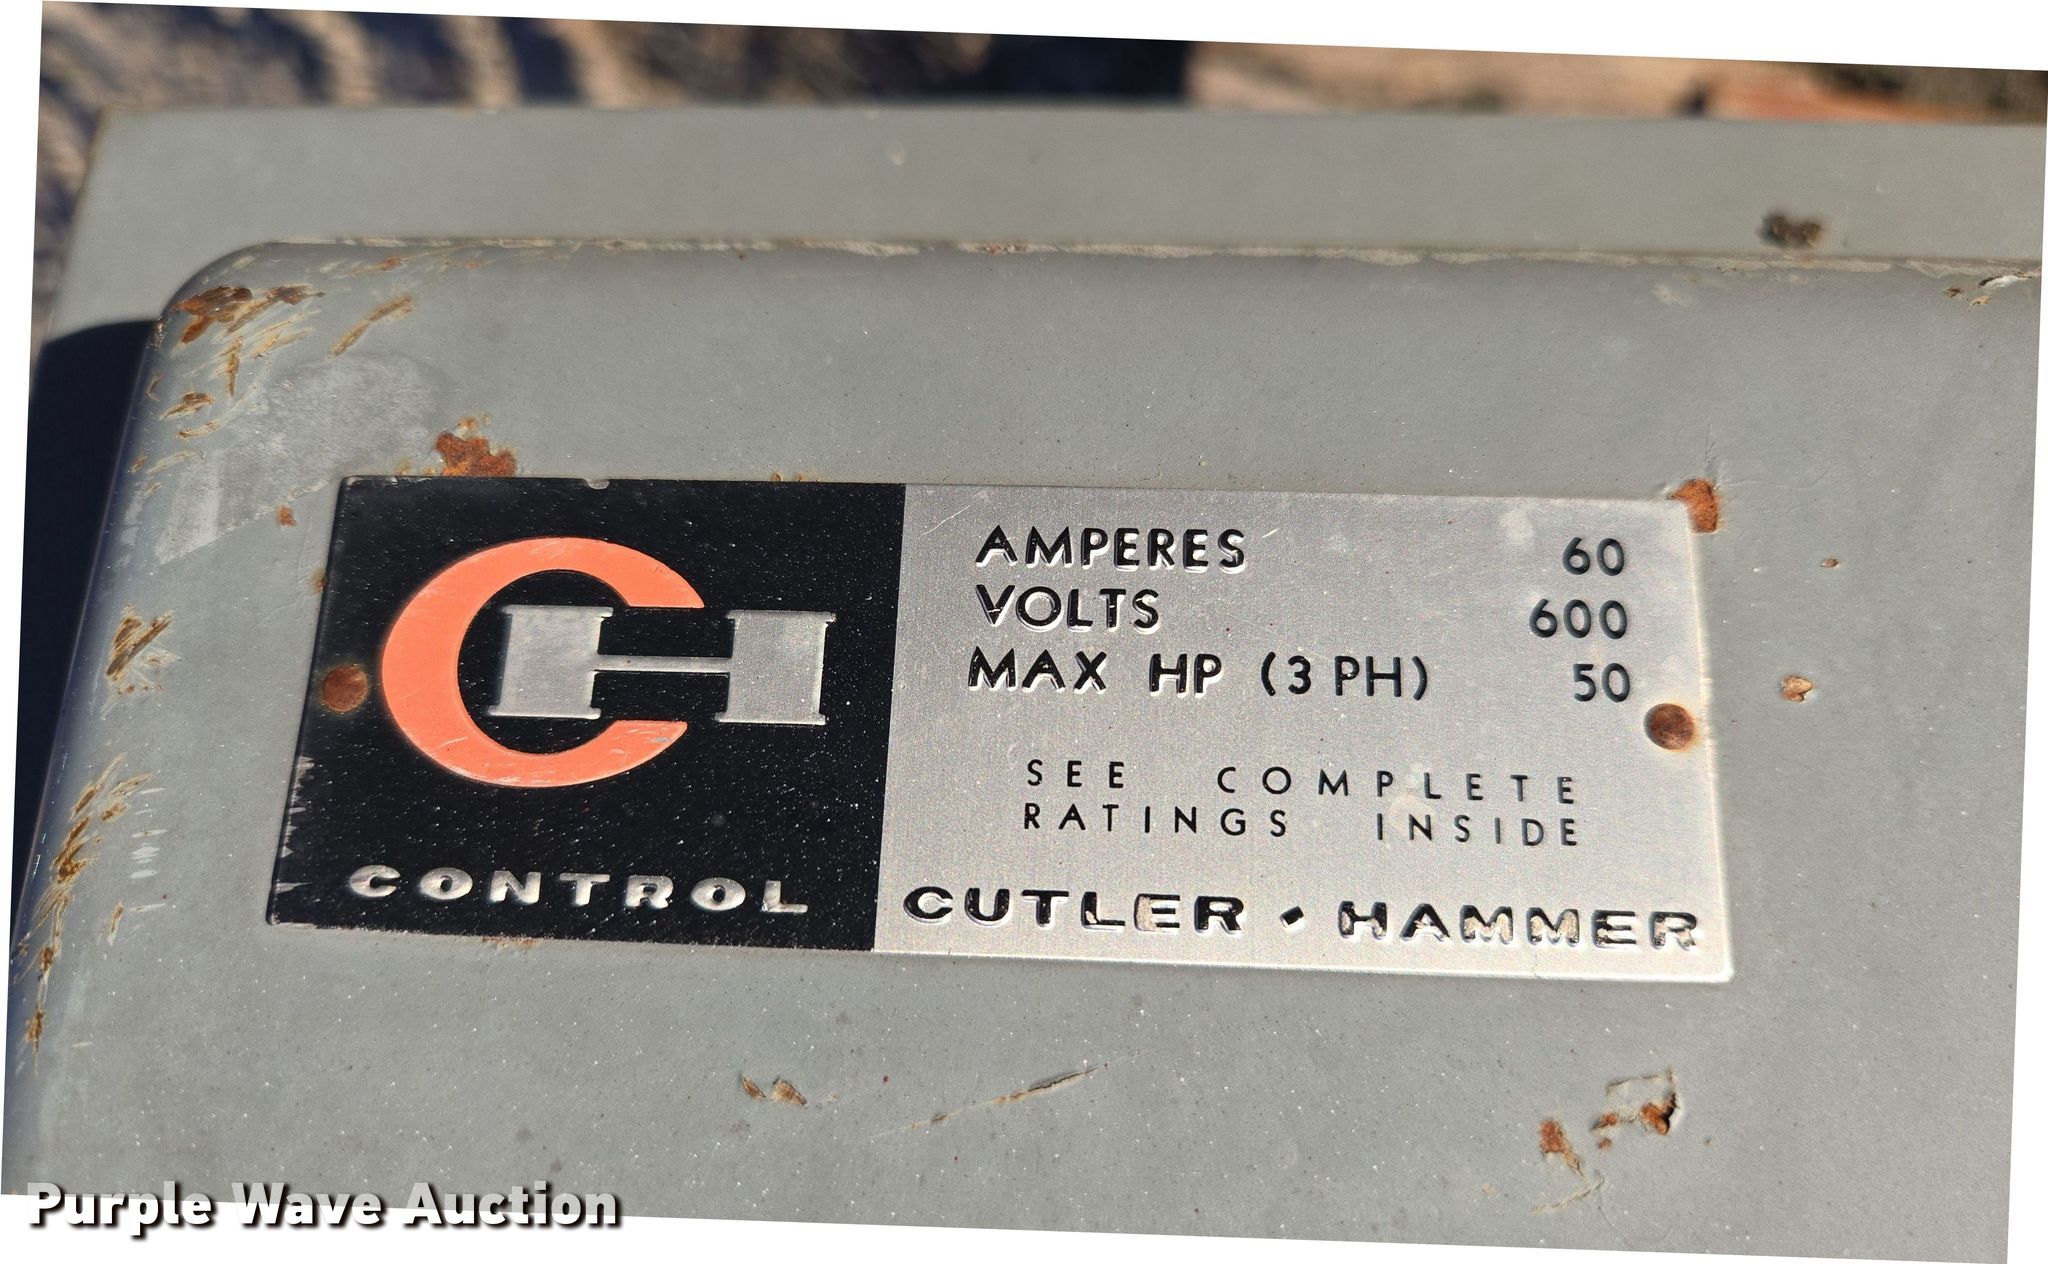 CH
CONTROL
AMPERES 60
VOLTS 600
MAX HP (3 PH) 50
SEE COMPLETE
RATINGS INSIDE
CUTLER · HAMMER
Purple Wave Auction